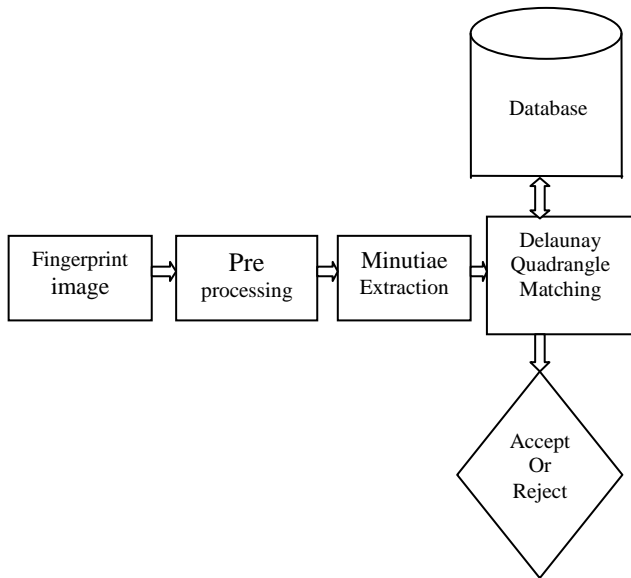 Database
Fingerprint
image
Pre
processing
Minutiae
Extraction
Delaunay
Quadrangle
Matching
Accept
Or
Reject